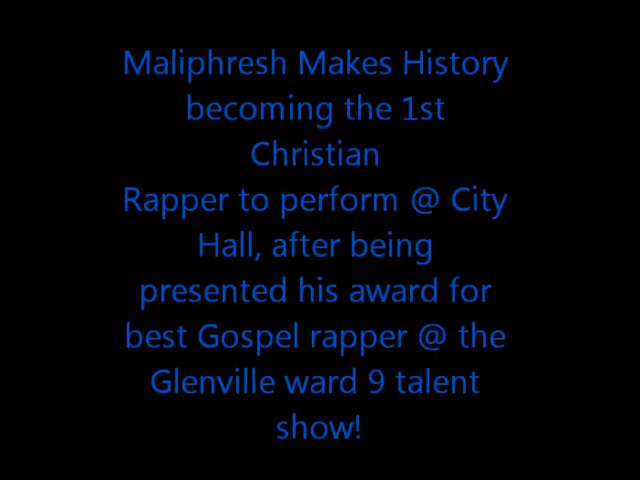 Maliphresh Makes History
becoming the 1st
Christian
Rapper to perform @ City
Hall, after being
presented his award for
best Gospel rapper @ the
Glenville ward 9 talent
show!